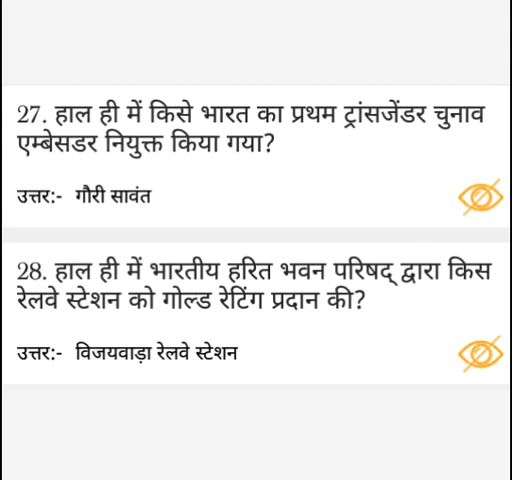 27. हाल ही में किसे भारत का प्रथम ट्रांसजेंडर चुनाव
एम्बेसडर नियुक्त किया गया?
उत्तर:- गौरी सावंत
28. हाल ही में भारतीय हरित भवन परिषद् द्वारा किस
रेलवे स्टेशन को गोल्ड रेटिंग प्रदान की?
उत्तर:- विजयवाड़ा रेलवे स्टेशन